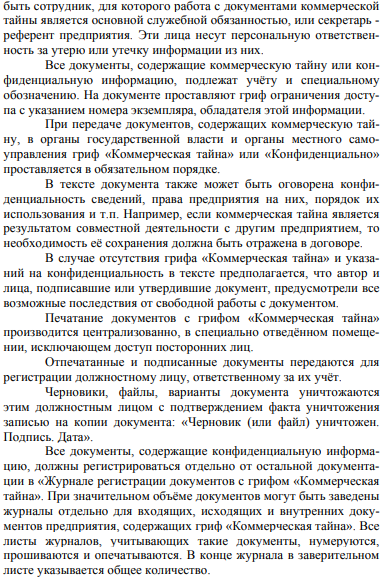 быть сотрудник, для которого работа с документами коммерческой
тайны является основной служебной обязанностью, или секретарь -
референт предприятия. Эти лица несут персональную ответствен-
ность за утерю или утечку информации из них.
Все документы, содержащие коммерческую тайну или кон-
фиденциальную информацию, подлежат учёту и специальному
обозначению. На документе проставляют гриф ограничения досту-
па с указанием номера экземпляра, обладателя этой информации.
При передаче документов, содержащих коммерческую тай-
ну, в органы государственной власти и органы местного само-
управления гриф «Коммерческая тайна» или «Конфиденциально»
проставляется в обязательном порядке.
В тексте документа также может быть оговорена конфи-
денциальность сведений, права предприятия на них, порядок их
использования и т.п. Например, если коммерческая тайна является
результатом совместной деятельности с другим предприятием, то
необходимость её сохранения должна быть отражена в договоре.
В случае отсутствия грифа «Коммерческая тайна» и указа-
ний на конфиденциальность в тексте предполагается, что автор и
лица, подписавшие или утвердившие документ, предусмотрели все
возможные последствия от свободной работы с документом.
Печатание документов с грифом «Коммерческая тайна»
производится централизованно, в специально отведённом помеще-
нии, исключающем доступ посторонних лиц.
Отпечатанные и подписанные документы передаются для
регистрации должностному лицу, ответственному за их учёт.
Черновики, файлы, варианты документа уничтожаются
этим должностным лицом с подтверждением факта уничтожения
записью на копии документа: «Черновик (или файл) уничтожен.
Подпись. Дата».
Все документы, содержащие конфиденциальную информа-
цию, должны регистрироваться отдельно от остальной документа-
ции в «Журнале регистрации документов с грифом «Коммерческая
тайна». При значительном объёме документов могут быть заведены
журналы отдельно для входящих, исходящих и внутренних доку-
ментов предприятия, содержащих гриф «Коммерческая тайна». Все
листы журналов, учитывающих такие документы, нумеруются,
прошиваются и опечатываются. В конце журнала в заверительном
листе указывается общее количество.